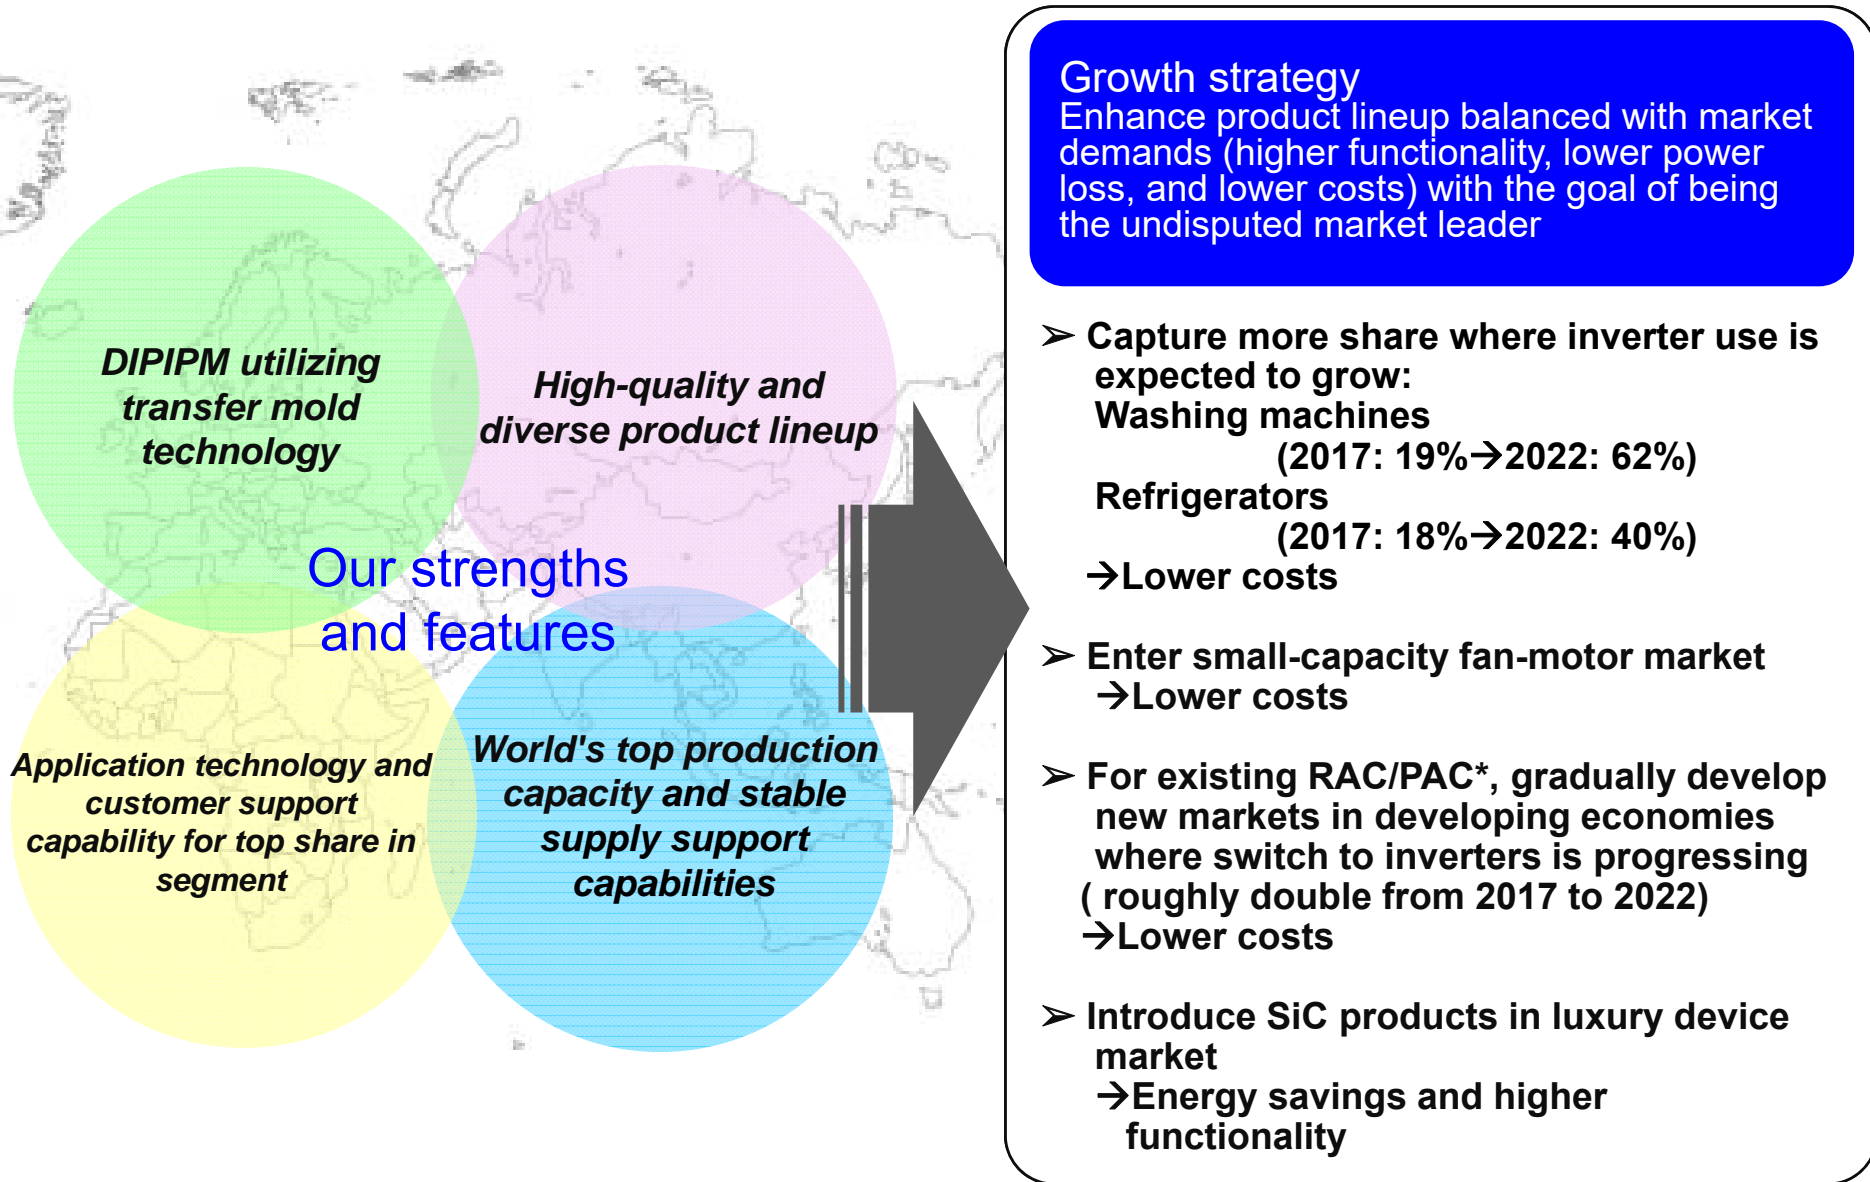 DIPIPM utilizing
transfer mold
technology
High-quality and
diverse product lineup
Our strengths
and features
Application technology and
customer support
capability for top share in
segment
World's top production
capacity and stable
supply support
capabilities
Growth strategy
Enhance product lineup balanced with market
demands (higher functionality, lower power
loss, and lower costs) with the goal of being
the undisputed market leader
➢ Capture more share where inverter use is
expected to grow:
Washing machines
(2017: 19%→2022: 62%)
Refrigerators
(2017: 18%→2022: 40%)
→Lower costs
➢ Enter small-capacity fan-motor market
→Lower costs
➢ For existing RAC/PAC*, gradually develop
new markets in developing economies
where switch to inverters is progressing
( roughly double from 2017 to 2022)
→Lower costs
➢ Introduce SiC products in luxury device
market
→Energy savings and higher
functionality